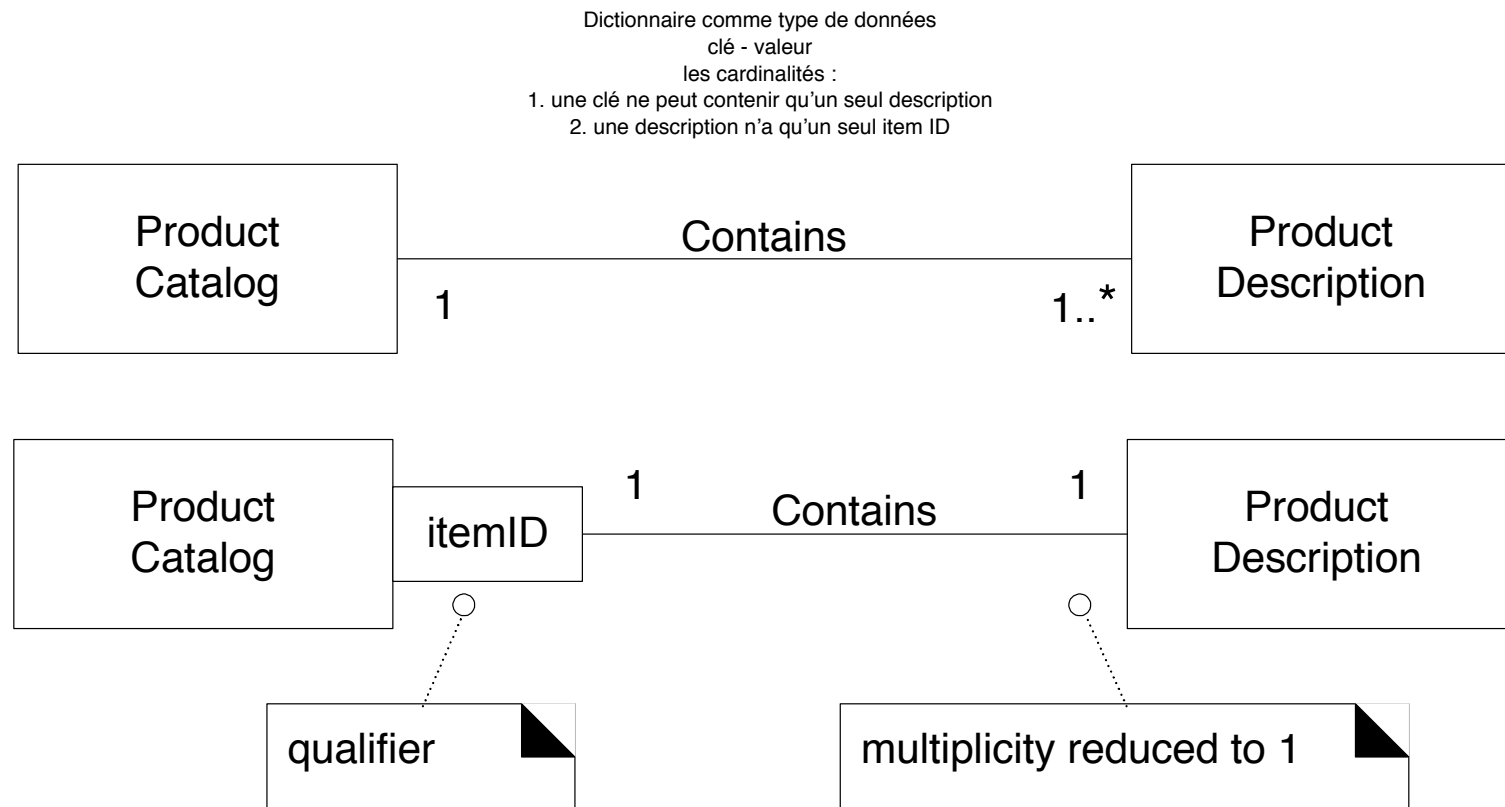 Dictionnaire comme type de données
clé - valeur
les cardinalités :
1. une clé ne peut contenir qu'un seul description
2. une description n'a qu'un seul item ID
Product
Catalog
Contains
1
1..*
Product
Description
Product
Catalog
itemID
1
Contains
1
Product
Description
qualifier
multiplicity reduced to 1